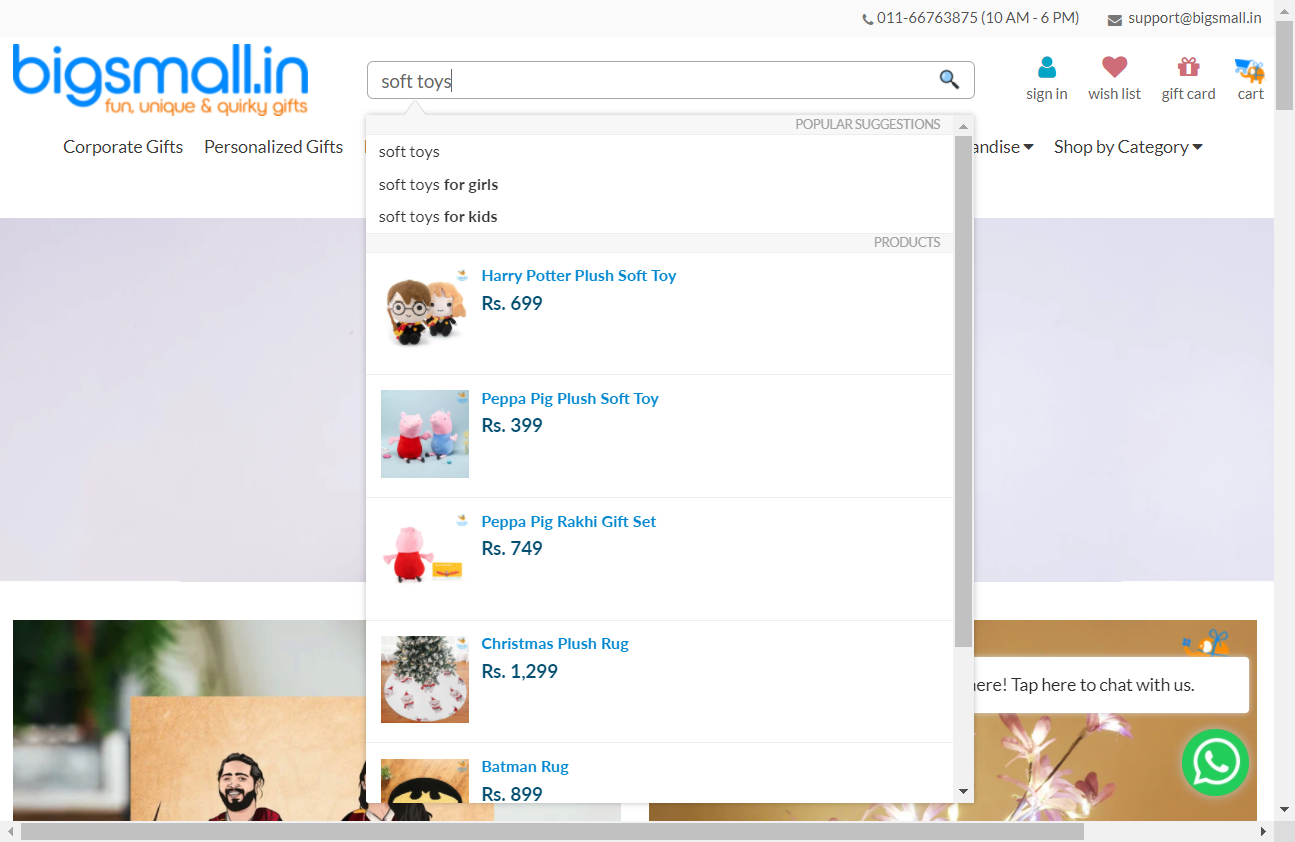 011-66763875 (10 AM - 6 PM)
support@bigsmall.in
bigsmall.in
fun, unique & quirky gifts
soft toys
sign in
wish list
gift card
cart
Corporate Gifts
Personalized Gifts
Shop by Category
POPULAR SUGGESTIONS
soft toys
soft toys for girls
soft toys for kids
PRODUCTS
Harry Potter Plush Soft Toy
Rs. 699
Peppa Pig Plush Soft Toy
Rs. 399
Peppa Pig Rakhi Gift Set
Rs. 749
Christmas Plush Rug
Rs. 1,299
Batman Rug
Rs. 899
Tap here to chat with us.